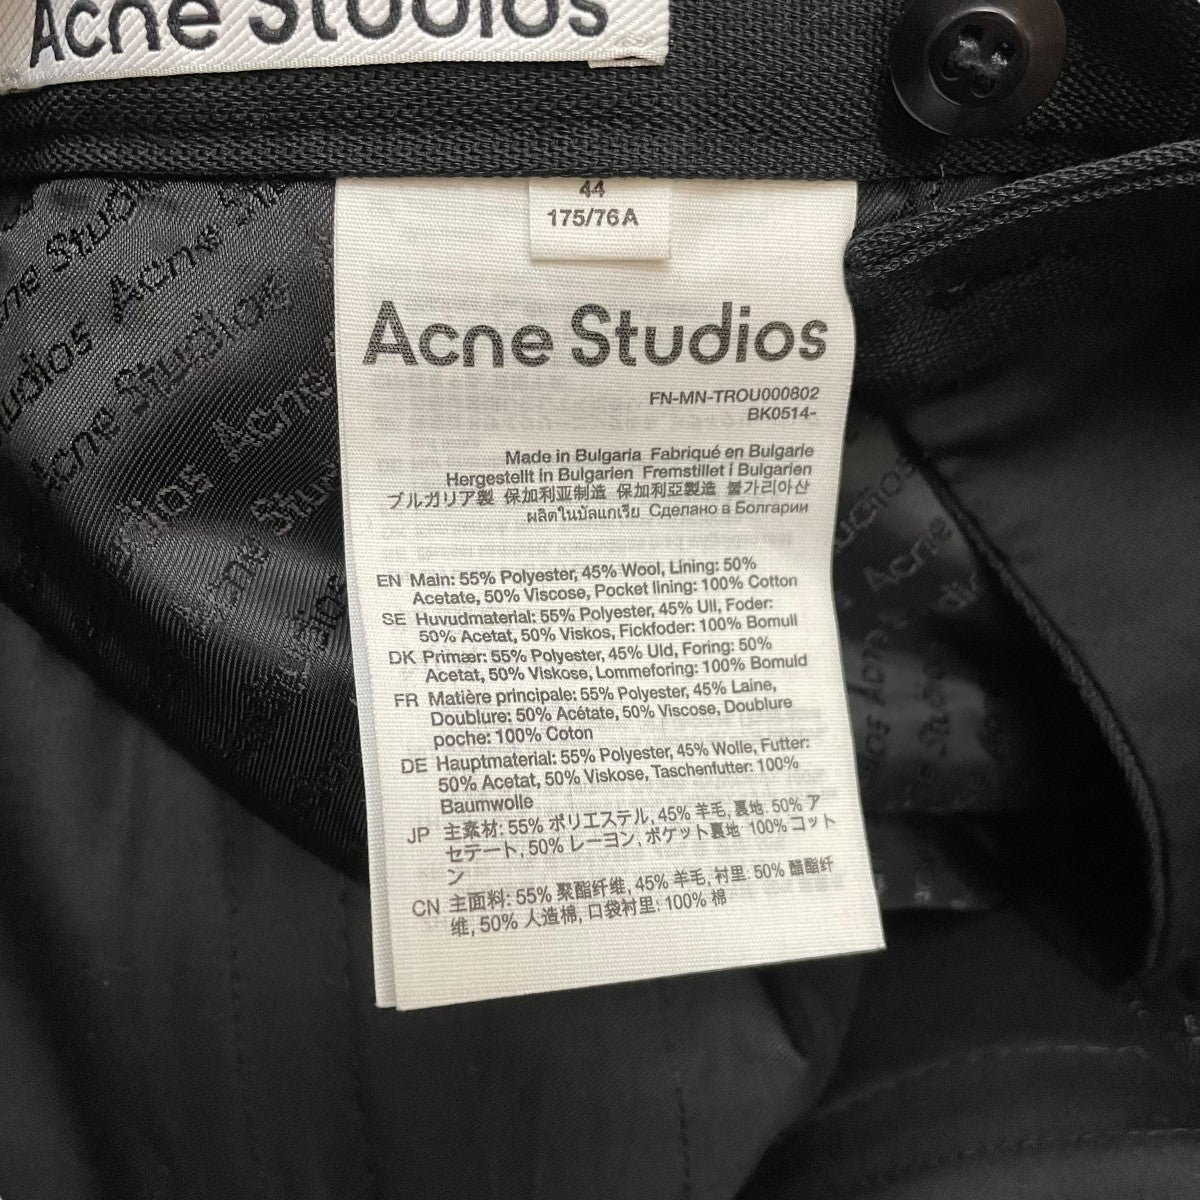 Acne Studios
44
175/76A
Acne Studios
FN-MN-TROU000802
BK0514-
Made in Bulgaria Fabriqué en Bulgarie
Hergestellt in Bulgarien Fremstillet i Bulgarien
ブルガリア製 保加利亚制造 保加利亞製造 불가리아산
ผลิตในบัลแกเรีย Сделано в Болгарии
EN Main: 55% Polyester, 45% Wool, Lining: 50%
Acetate, 50% Viscose, Pocket lining: 100% Cotton
SE Huvudmaterial: 55% Polyester, 45% Ull, Foder:
50% Acetat, 50% Viskos, Fickfoder: 100% Bomull
DK Primær: 55% Polyester, 45% Uld, Foring: 50%
Acetat, 50% Viskose, Lommeforing: 100% Bomuld
FR Matière principale: 55% Polyester, 45% Laine,
Doublure: 50% Acétate, 50% Viscose, Doublure
poche: 100% Coton
DE Hauptmaterial: 55% Polyester, 45% Wolle, Futter:
50% Acetat, 50% Viskose, Taschenfutter: 100%
Baumwolle
JP 主素材: 55% ポリエステル, 45% 羊毛, 裏地: 50% ア
セテート, 50% レーヨン, ポケット裏地: 100% コット
ン
CN 主面料: 55% 聚酯纤维, 45% 羊毛, 衬里: 50% 醋酯纤
维, 50% 人造棉, 口袋衬里: 100% 棉